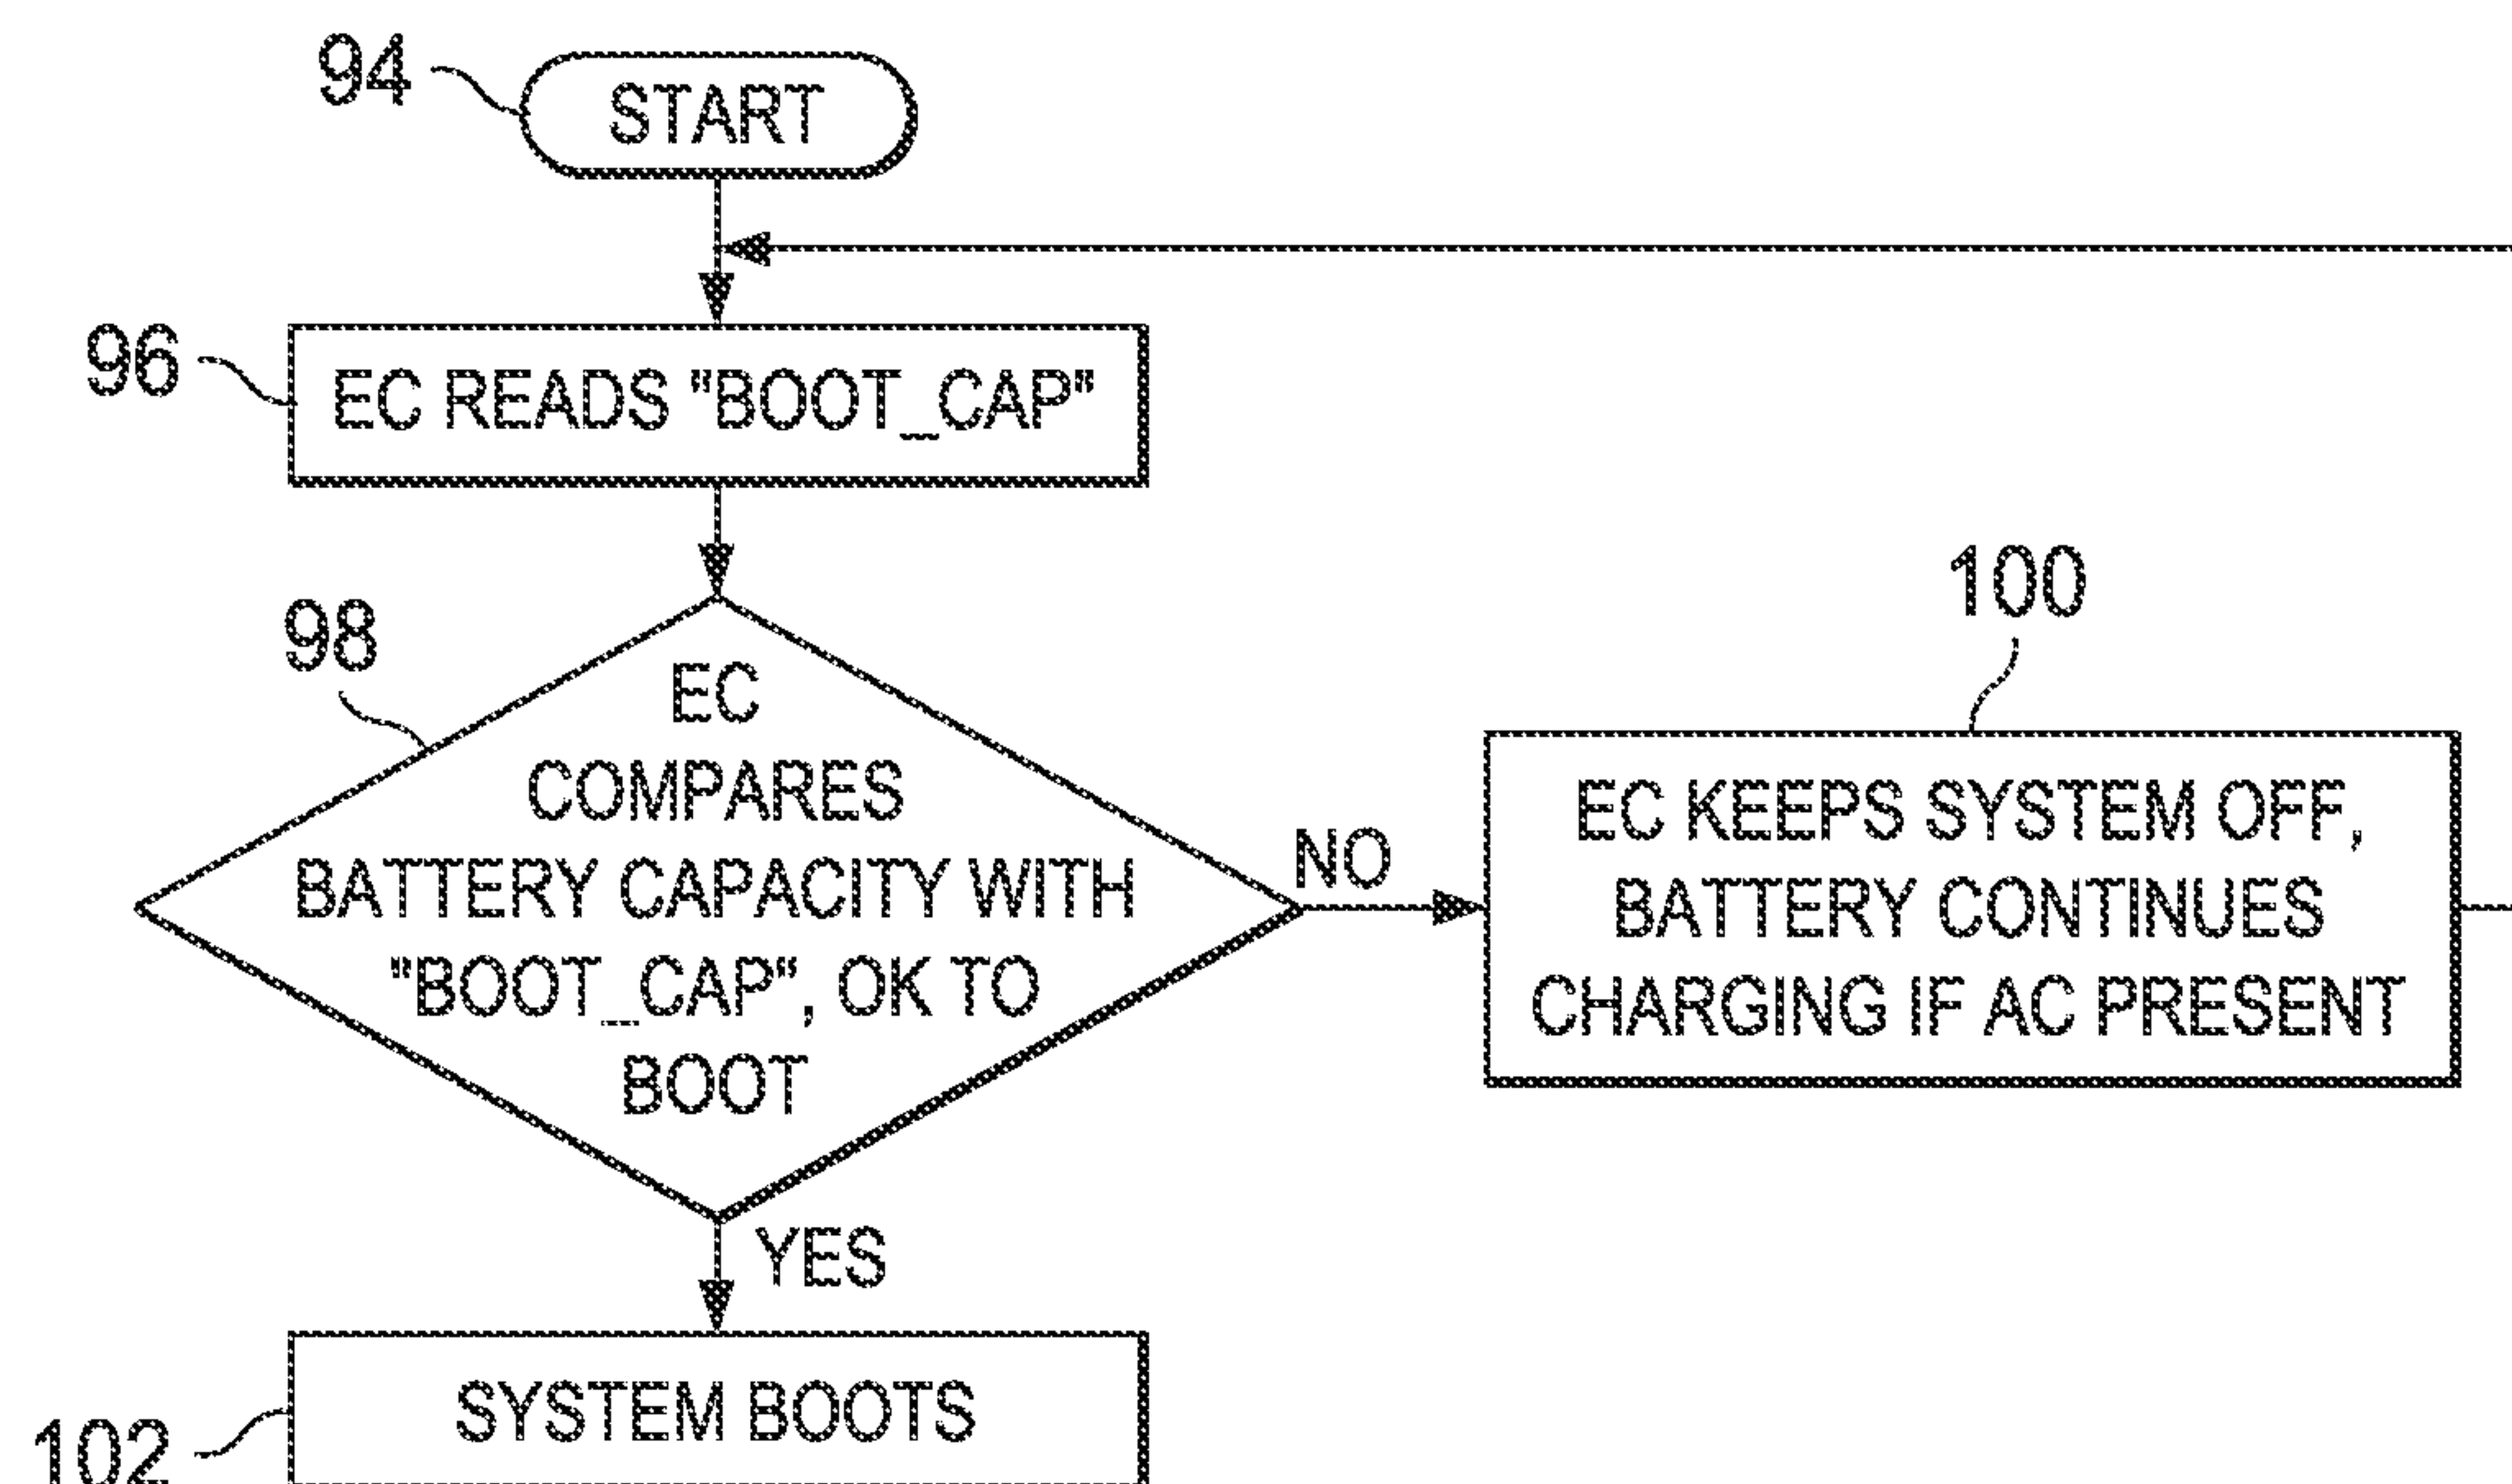 94
START
96
EC READS "BOOT_CAP"
98
EC
COMPARES
BATTERY CAPACITY WITH
"BOOT_CAP", OK TO
BOOT
NO
100
EC KEEPS SYSTEM OFF,
BATTERY CONTINUES
CHARGING IF AC PRESENT
YES
102
SYSTEM BOOTS